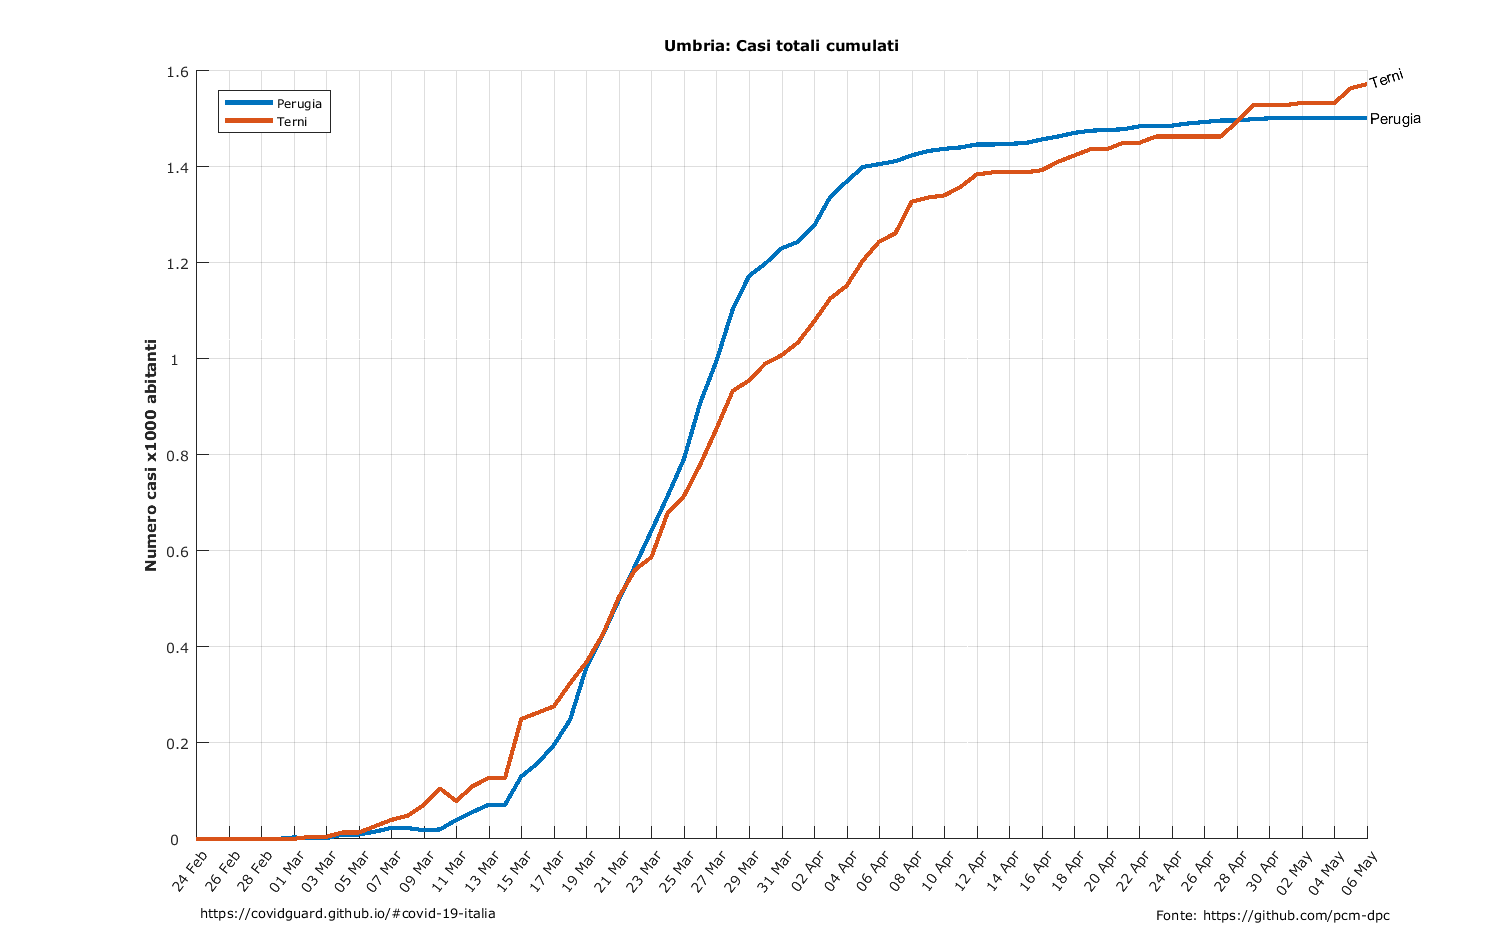 Umbria: Casi totali cumulati
Perugia
Terni
Terni
Perugia
Numero casi x1000 abitanti
1.6
1.4
1.2
1
0.8
0.6
0.4
0.2
0
24 Feb
26 Feb
28 Feb
01 Mar
03 Mar
05 Mar
07 Mar
09 Mar
11 Mar
13 Mar
15 Mar
17 Mar
19 Mar
21 Mar
23 Mar
25 Mar
27 Mar
29 Mar
31 Mar
02 Apr
04 Apr
06 Apr
08 Apr
10 Apr
12 Apr
14 Apr
16 Apr
18 Apr
20 Apr
22 Apr
24 Apr
26 Apr
28 Apr
30 Apr
02 May
04 May
06 May
https://covidguard.github.io/#covid-19-italia
Fonte: https://github.com/pcm-dpc